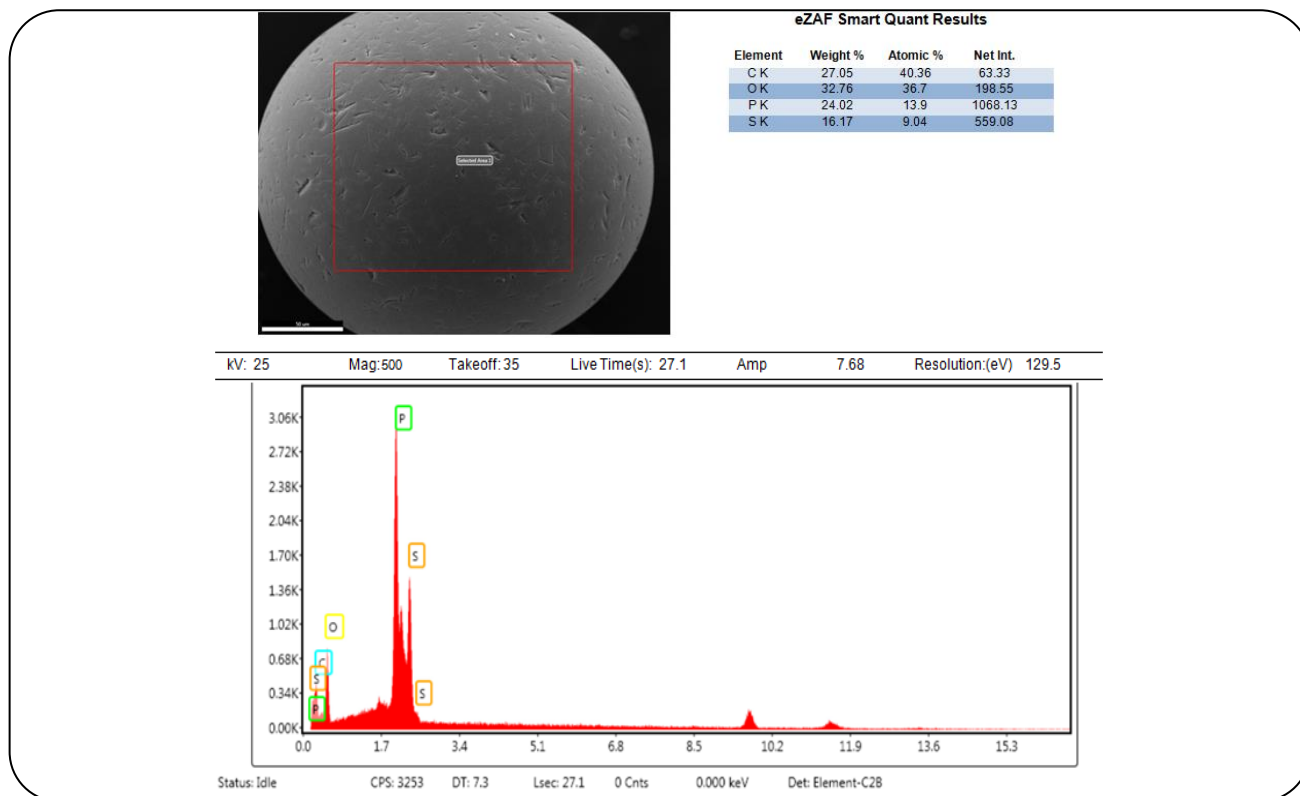 eZAF Smart Quant Results
Element Weight % Atomic % Net Int.
C K 27.05 40.36 63.33
O K 32.76 36.7 198.55
P K 24.02 13.9 1068.13
S K 16.17 9.04 559.08
Selected Area 1
50 um
kV: 25 Mag:500 Takeoff: 35 Live Time(s): 27.1 Amp 7.68 Resolution:(eV) 129.5
3.06K
P
2.72K
2.38K
2.04K
1.70K
S
1.36K
1.02K
O
0.68K
C
S
0.34K
S
P
0.00K
0.0 1.7 3.4 5.1 6.8 8.5 10.2 11.9 13.6 15.3
Status: Idle CPS: 3253 DT: 7.3 Lsec: 27.1 0 Cnts 0.000 keV Det: Element-C2B